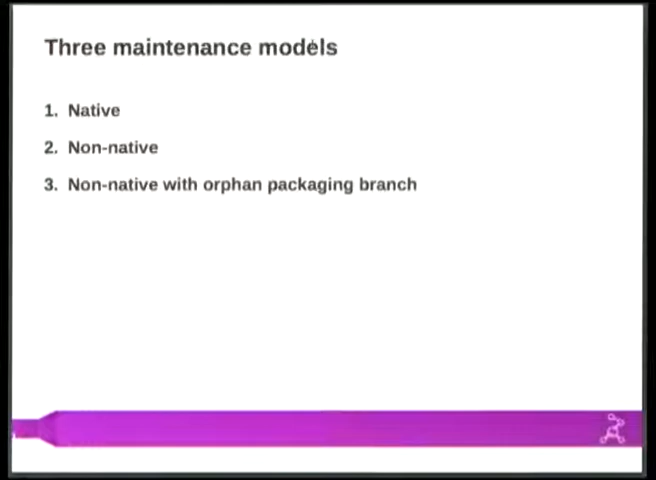 Three maintenance models
1. Native
2. Non-native
3. Non-native with orphan packaging branch